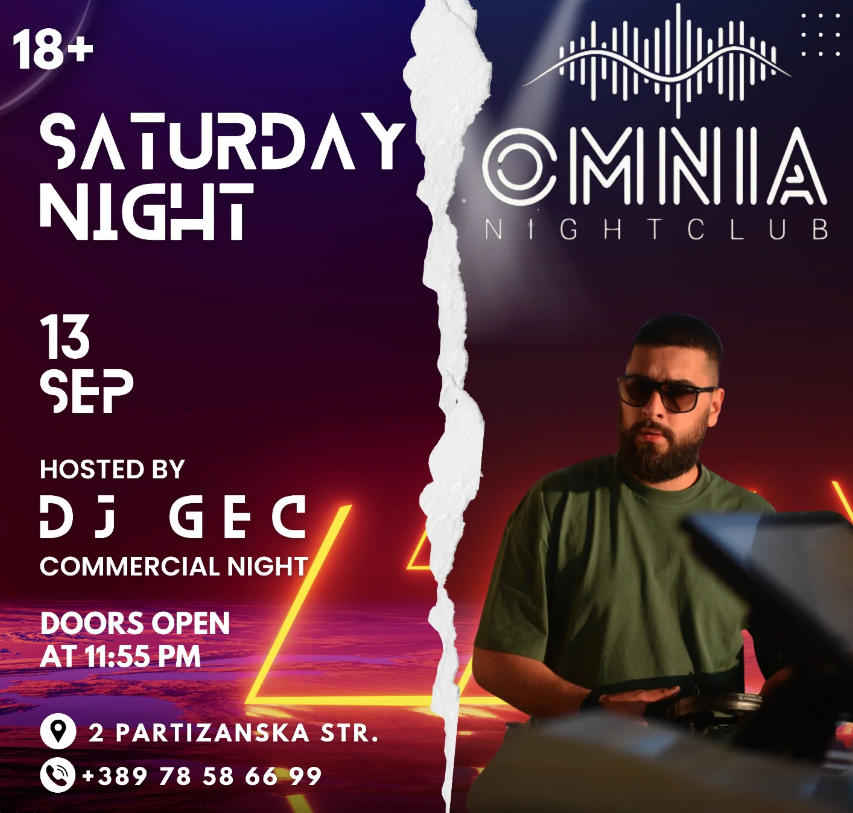 18+
SATURDAY
NIGHT
13
SEP
HOSTED BY
DJ GEC
COMMERCIAL NIGHT
DOORS OPEN
AT 11:55 PM
2 PARTIZANSKA STR.
+389 78 58 66 99
OMNIA
NIGHTCLUB